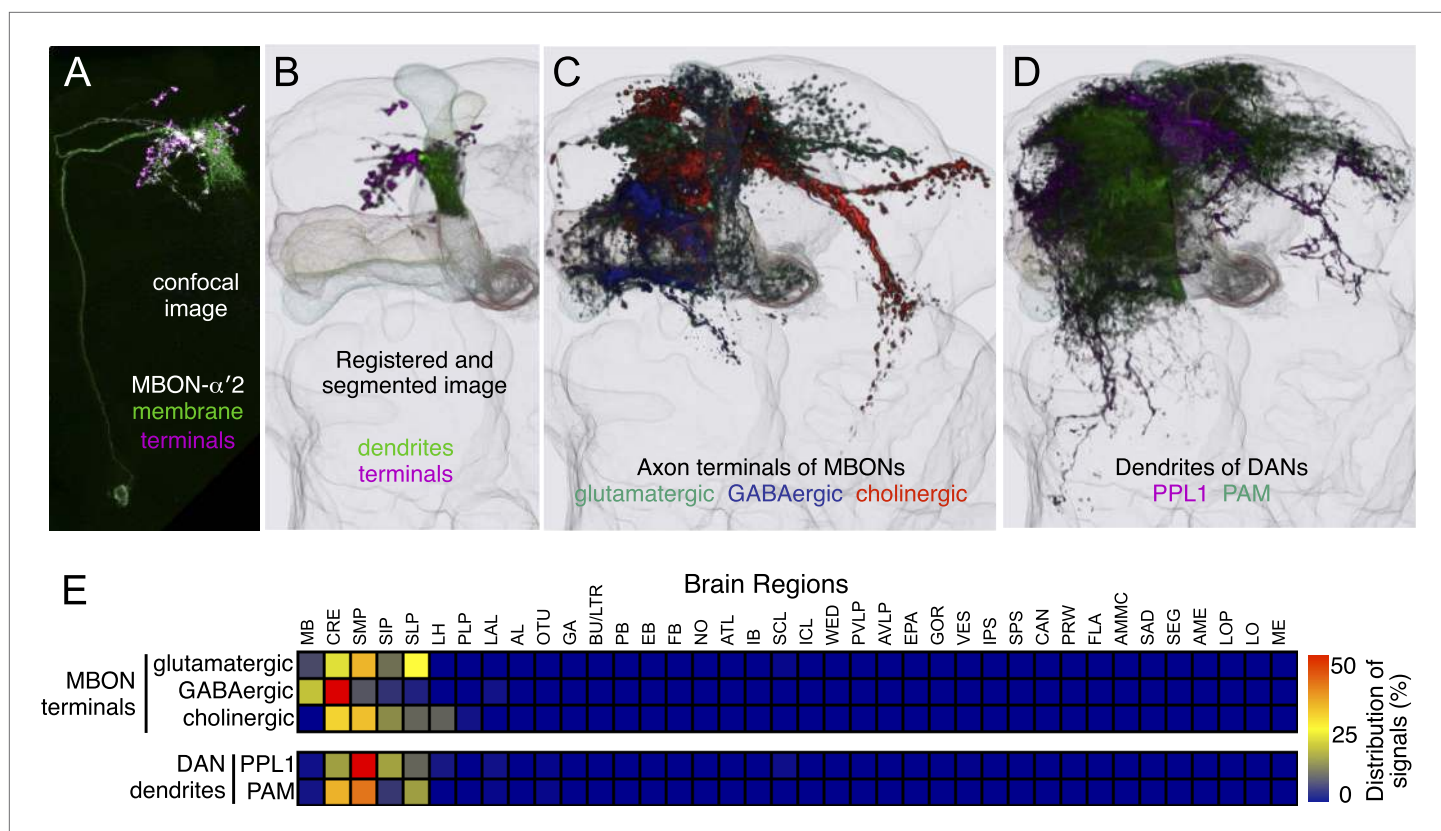 A
confocal
image
MBON-α′2
membrane
terminals
B
Registered and
segmented image
dendrites
terminals
C
Axon terminals of MBONs
glutamatergic GABAergic cholinergic
D
Dendrites of DANs
PPL1 PAM
E
Brain Regions
MB CRE SMP SIP SLP LH PLP LAL AL OTU GA BU/LTR PB EB FB NO ATL IB SCL ICL WED PVLP AVLP EPA GOR VES IPS SPS CAN PRW FLA AMMC SAD SEG AME LOP LO ME
MBON
terminals
glutamatergic
GABAergic
cholinergic
DAN
dendrites
PPL1
PAM
50
25
0
Distribution of
signals (%)